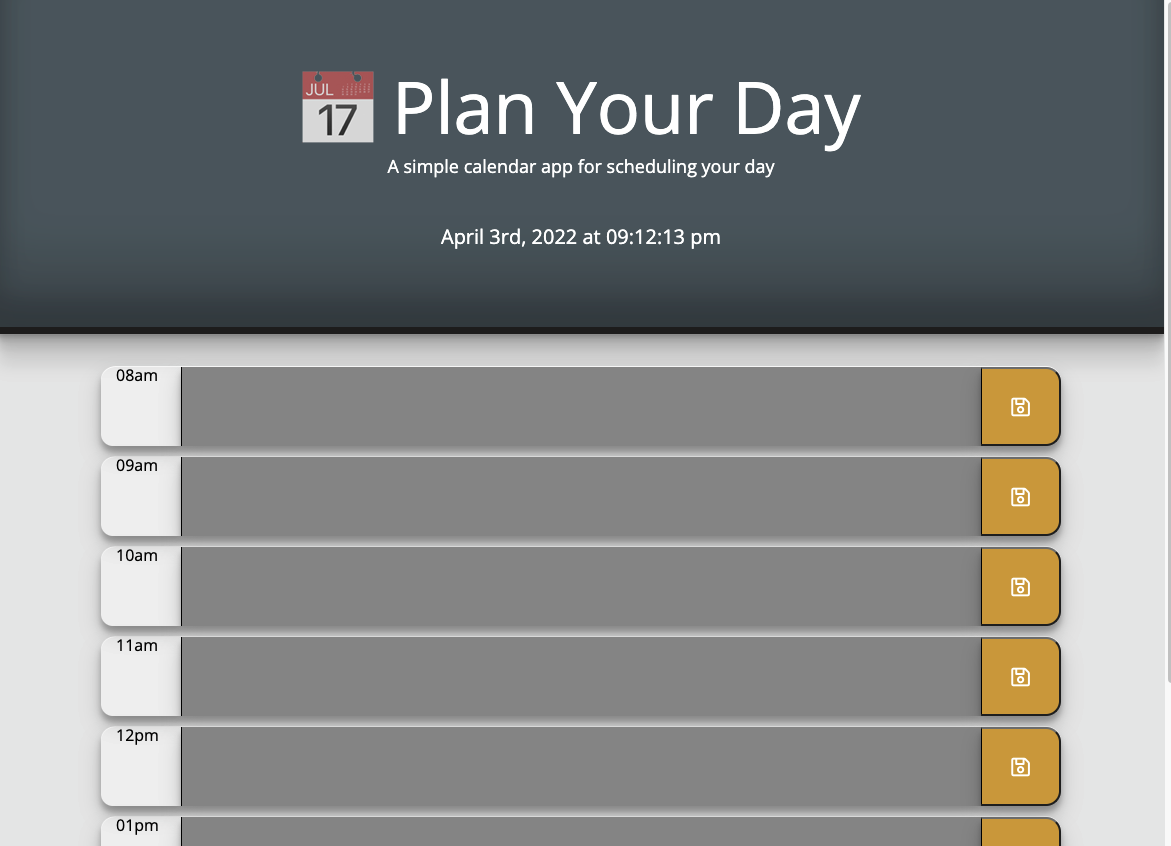 JUL
17
Plan Your Day
A simple calendar app for scheduling your day
April 3rd, 2022 at 09:12:13 pm
08am
09am
10am
11am
12pm
01pm